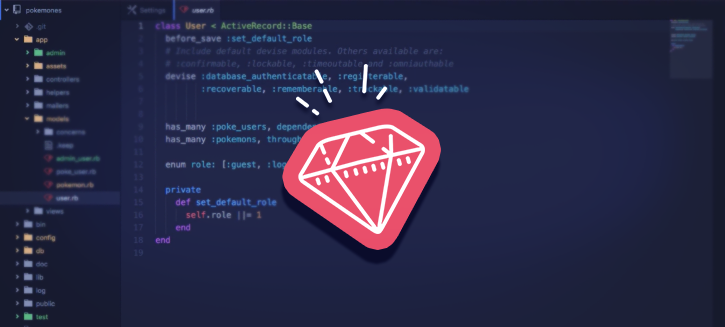 pokemones
.git
app
admin
assets
controllers
helpers
mailers
models
concerns
.keep
admin_user.rb
poke_user.rb
pokemon.rb
user.rb
views
bin
config
db
doc
lib
log
public
test
Settings
user.rb
1 class User < ActiveRecord::Base
2 before_save :set_default_role
3 # Include default devise modules. Others available are:
4 # :confirmable, :lockable, :timeoutable and :omniauthable
5 devise :database_authenticatable, :registerable,
6 :recoverable, :rememberable, :trackable, :validatable
7
8
9 has_many :poke_users,
10 has_many :pokemons,
11
12 enum role: [:guest,
13
14 private
15 def set_default_role
16 self.role ||= 1
17 end
18 end
19